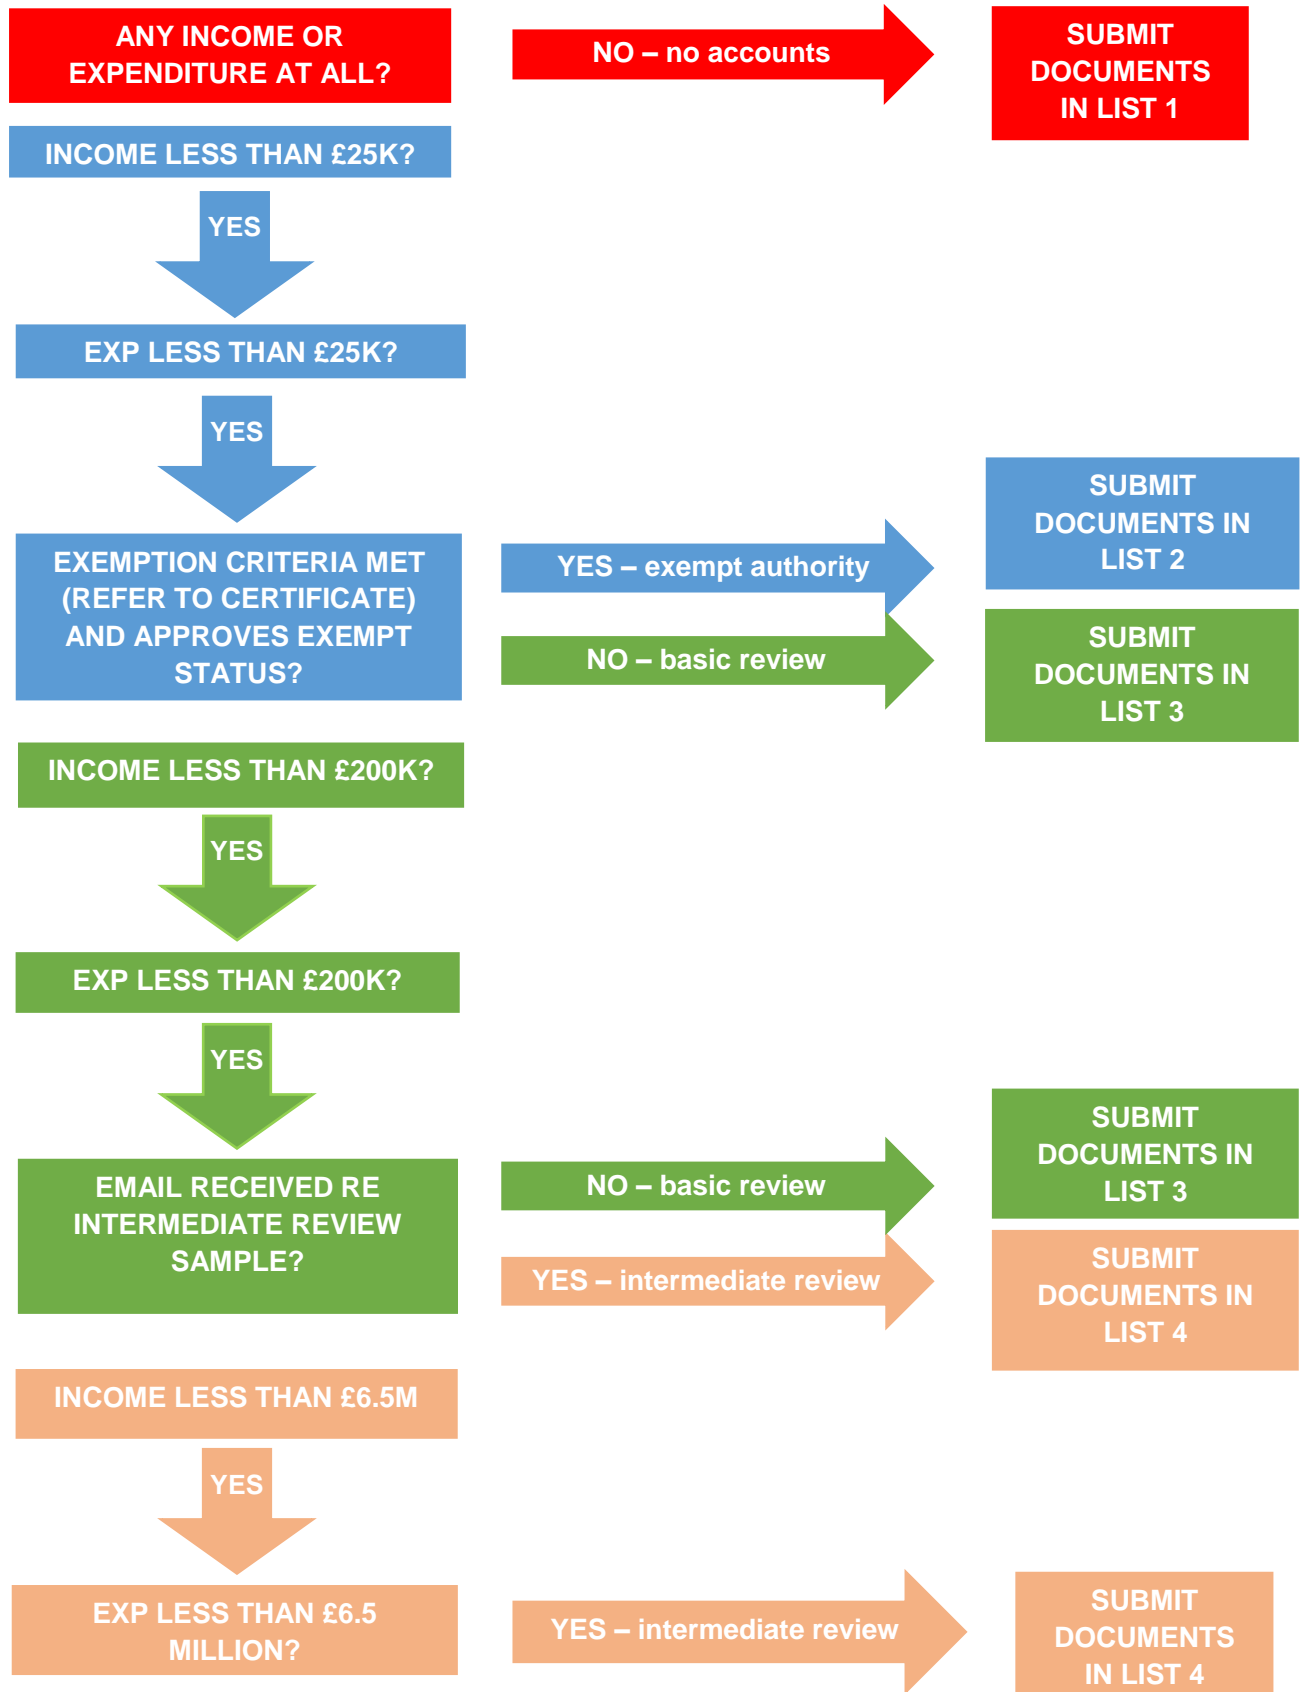 ANY INCOME OR
EXPENDITURE AT ALL?
NO – no accounts
SUBMIT
DOCUMENTS
IN LIST 1
INCOME LESS THAN £25K?
YES
EXP LESS THAN £25K?
YES
EXEMPTION CRITERIA MET
(REFER TO CERTIFICATE)
AND APPROVES EXEMPT
STATUS?
YES – exempt authority
SUBMIT
DOCUMENTS IN
LIST 2
NO – basic review
SUBMIT
DOCUMENTS IN
LIST 3
INCOME LESS THAN £200K?
YES
EXP LESS THAN £200K?
YES
EMAIL RECEIVED RE
INTERMEDIATE REVIEW
SAMPLE?
NO – basic review
SUBMIT
DOCUMENTS IN
LIST 3
YES – intermediate review
SUBMIT
DOCUMENTS IN
LIST 4
INCOME LESS THAN £6.5M
YES
EXP LESS THAN £6.5
MILLION?
YES – intermediate review
SUBMIT
DOCUMENTS
IN LIST 4